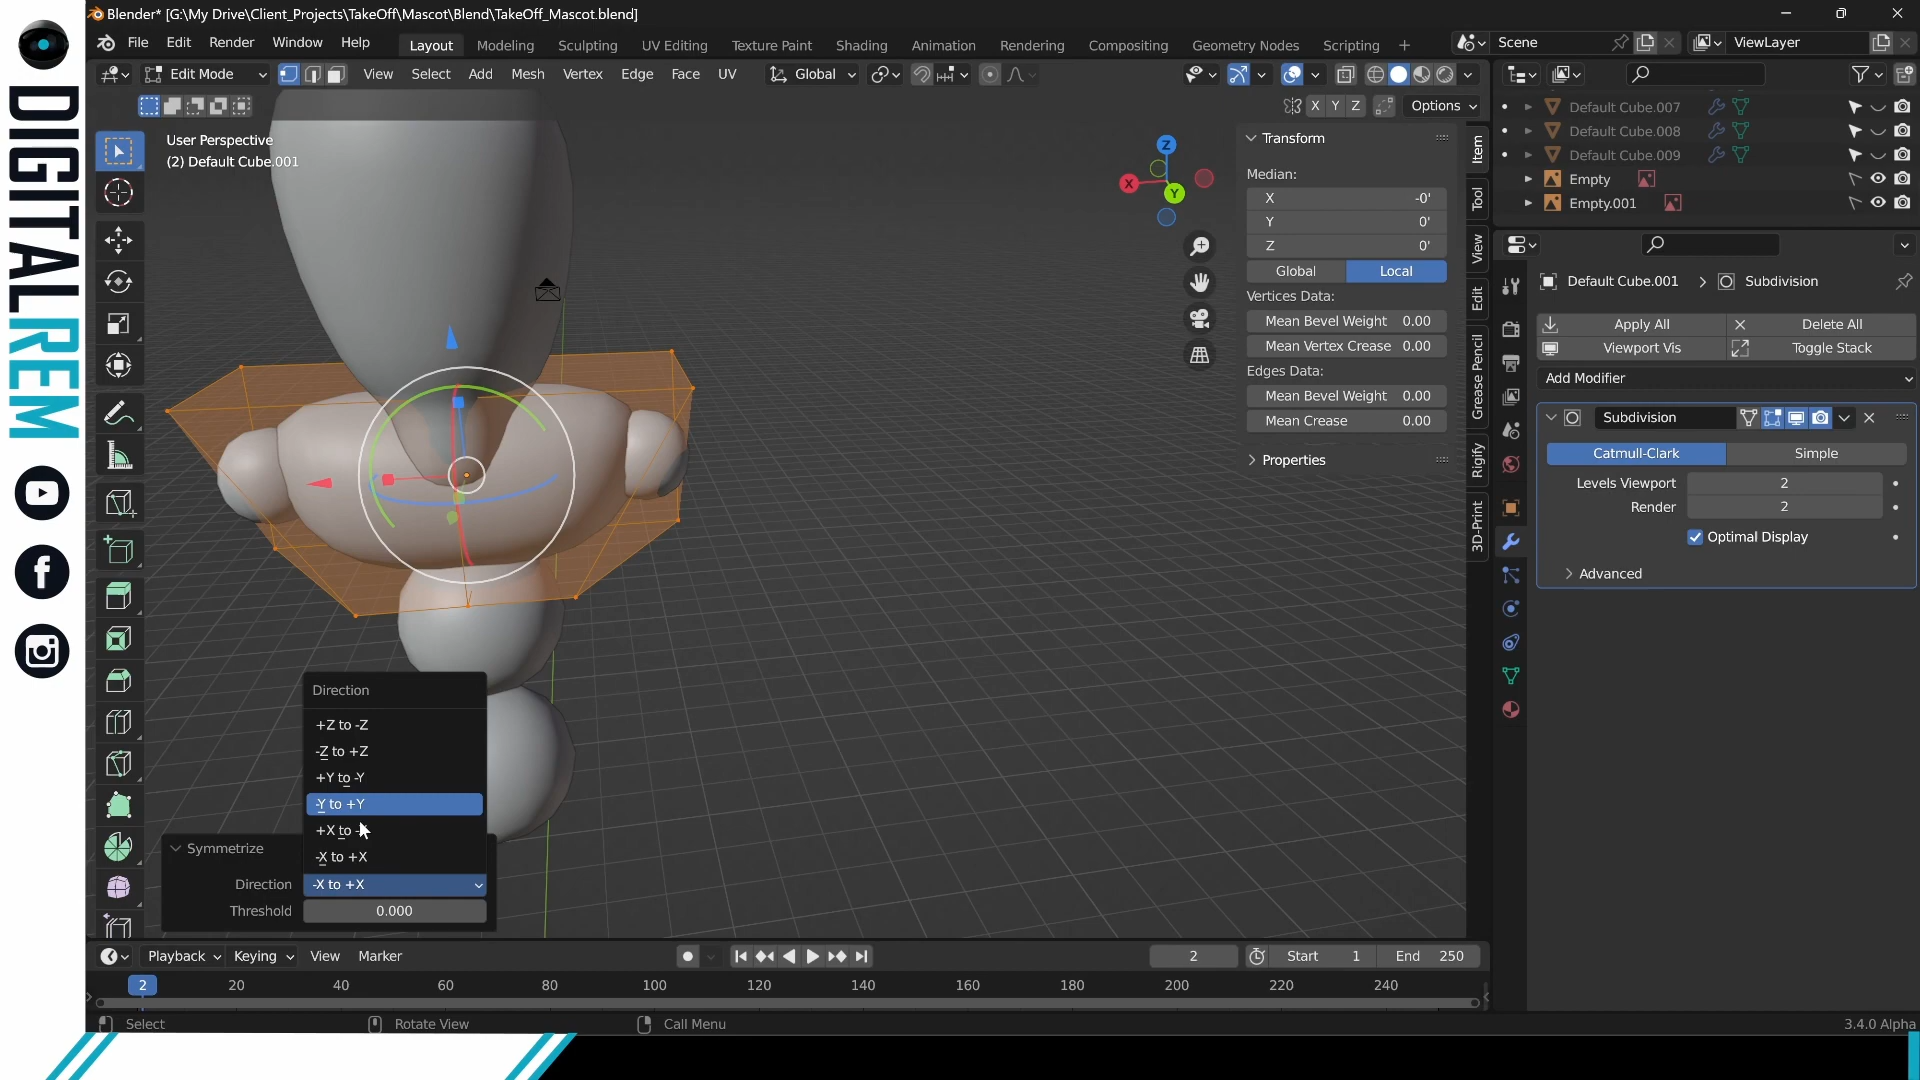 DIGITALREM
Blender* [G:\My Drive\Client_Projects\TakeOff\Mascot\Blend\TakeOff_Mascot.blend]
File Edit Render Window Help Layout Modeling Sculpting UV Editing Texture Paint Shading Animation Rendering Compositing Geometry Nodes Scripting + Scene ViewLayer
Edit Mode View Select Add Mesh Vertex Edge Face UV Global
X Y Z Options
User Perspective
(2) Default Cube.001
Z
X
Y
Transform
Median:
X -0'
Y 0'
Z 0'
Global Local
Vertices Data:
Mean Bevel Weight 0.00
Mean Vertex Crease 0.00
Edges Data:
Mean Bevel Weight 0.00
Mean Crease 0.00
Properties
Item
Tool
View
Edit
Grease Pencil
Rigify
3D-Print
Default Cube.007
Default Cube.008
Default Cube.009
Empty
Empty.001
Default Cube.001 > Subdivision
Apply All Delete All
Viewport Vis Toggle Stack
Add Modifier
Subdivision
Catmull-Clark Simple
Levels Viewport 2
Render 2
Optimal Display
Advanced
Direction
+Z to -Z
-Z to +Z
+Y to -Y
-Y to +Y
+X to -X
-X to +X
Symmetrize
Direction -X to +X
Threshold 0.000
Playback Keying View Marker 2 Start 1 End 250
2 20 40 60 80 100 120 140 160 180 200 220 240
Select Rotate View Call Menu 3.4.0 Alpha